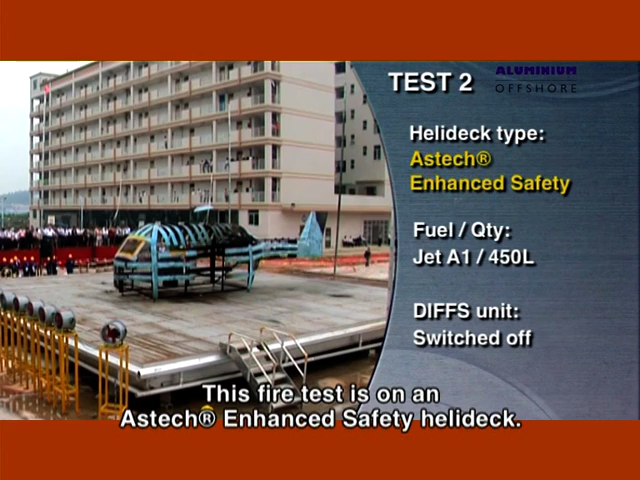 TEST 2
ALUMINIUM
OFFSHORE
Helideck type:
Astech®
Enhanced Safety
Fuel / Qty:
Jet A1 / 450L
DIFFS unit:
Switched off
This fire test is on an
Astech® Enhanced Safety helideck.